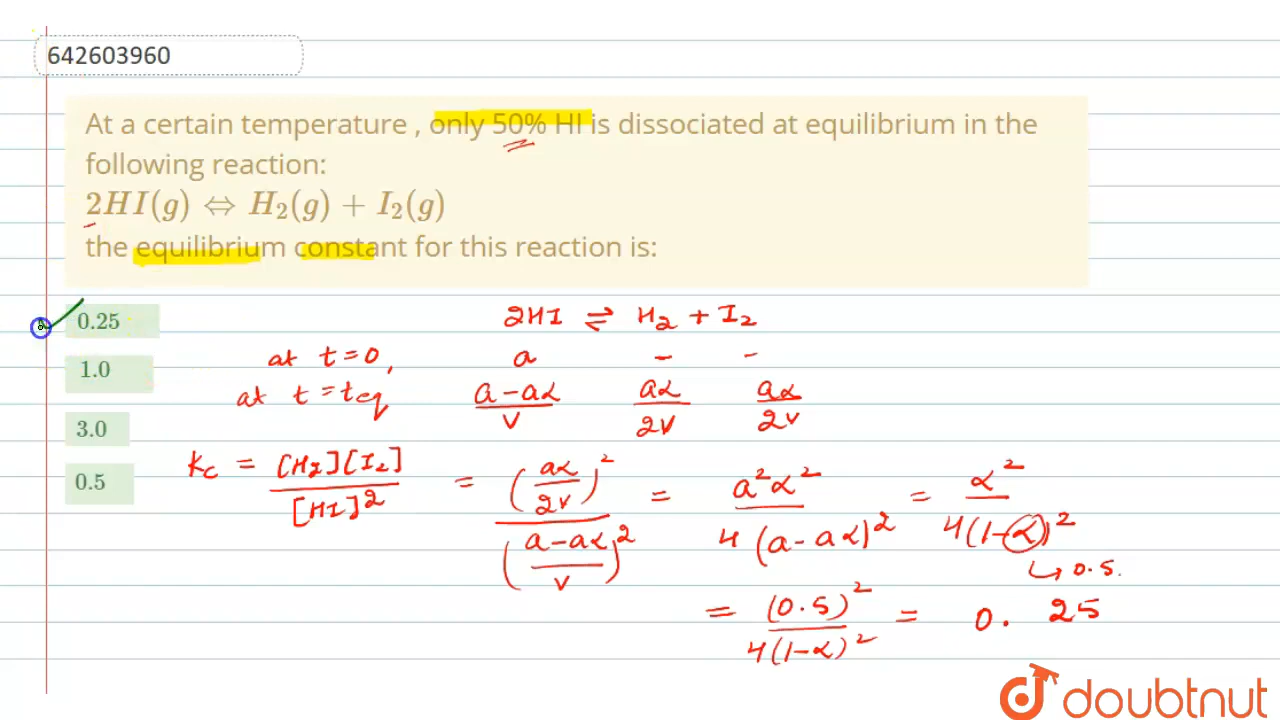 642603960
At a certain temperature , only 50% HI is dissociated at equilibrium in the
following reaction:
2HI(g) ⇔ H₂(g) + I₂(g)
the equilibrium constant for this reaction is:
0.25
1.0
3.0
0.5
2HI ⇌ H₂ + I₂
at t=0, a - -
at t=teq (a-aα)/V aα/2V aα/2V
Kc = [H₂][I₂]/[HI]² = (aα/2V)²/((a-aα)/V)² = a²α²/4(a-aα)² = α²/4(1-α)²
↳ 0.5.
= (0.5)²/4(1-α)² = 0.25
doubtnut